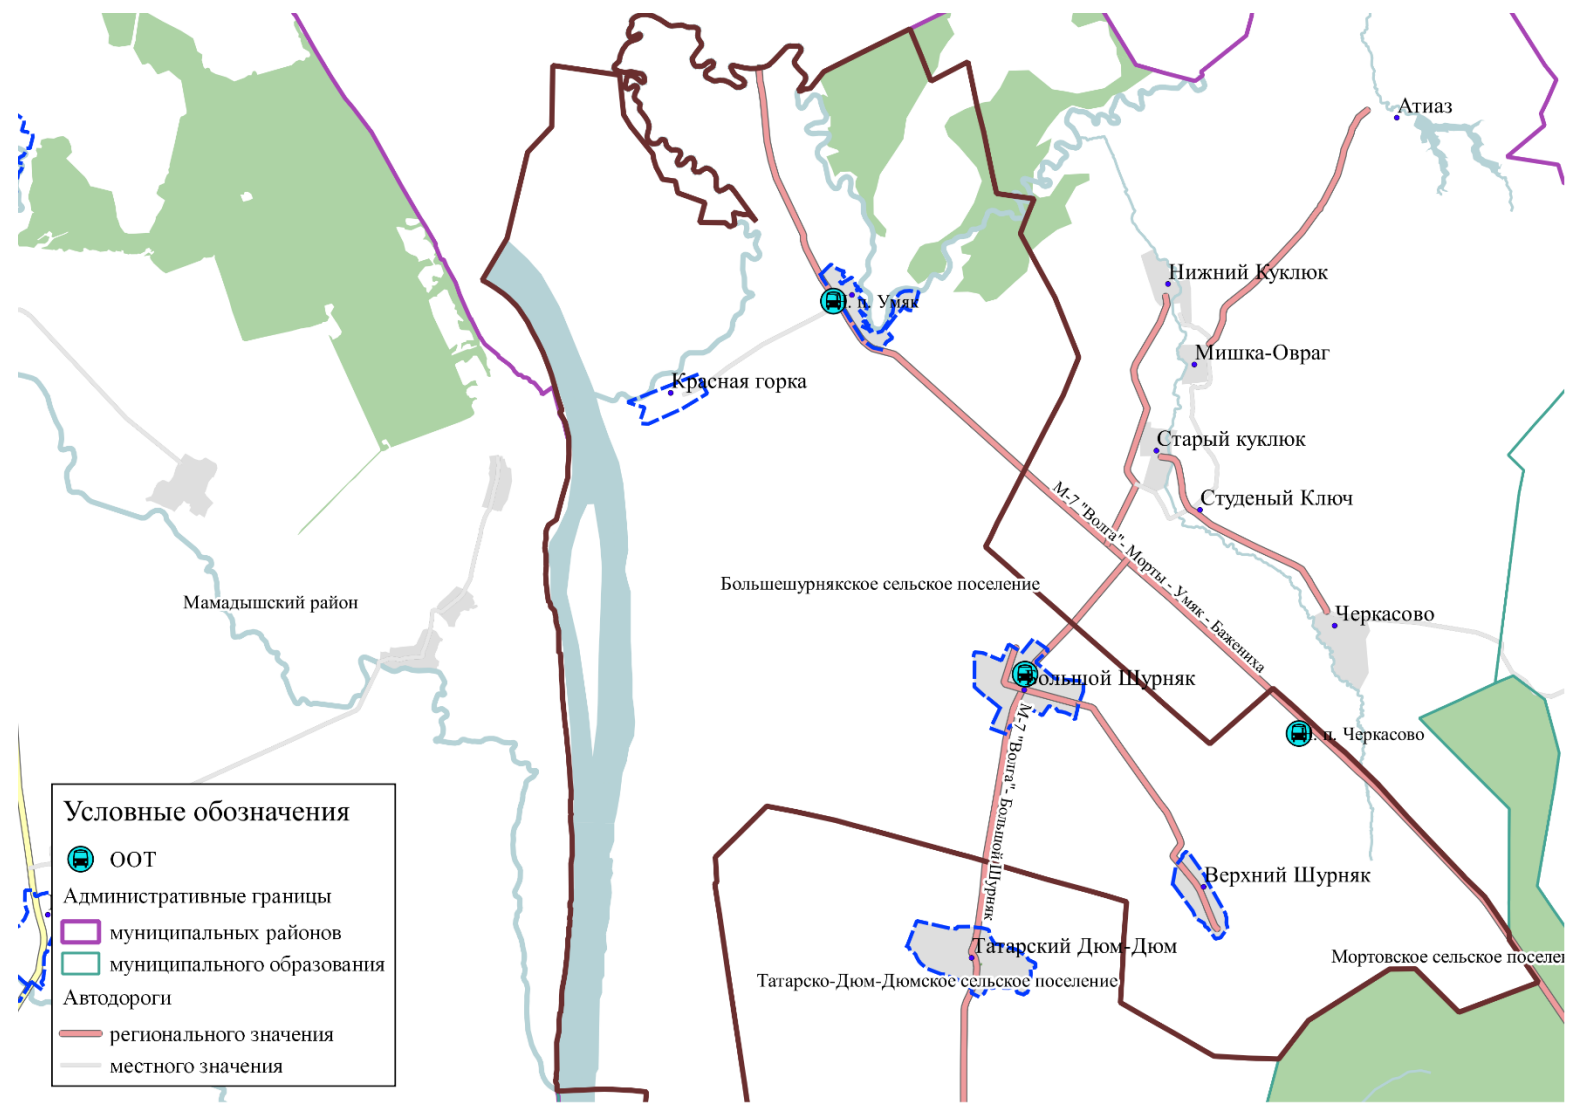 Атиаз
Нижний Куклюк
п. Умяк
Мишка-Овраг
Красная горка
Старый куклюк
Студеный Ключ
М-7 "Волга"- Морты - Умяк - Бажениха
Большешурнякское сельское поселение
Мамадышский район
Черкасово
Большой Шурняк
М-7 "Волга"- Большой Шурняк
п. Черкасово
Верхний Шурняк
Татарский Дюм-Дюм
Мортовское сельское поселе
Татарско-Дюм-Дюмское сельское поселение
Условные обозначения
ООТ
Административные границы
муниципальных районов
муниципального образования
Автодороги
регионального значения
местного значения